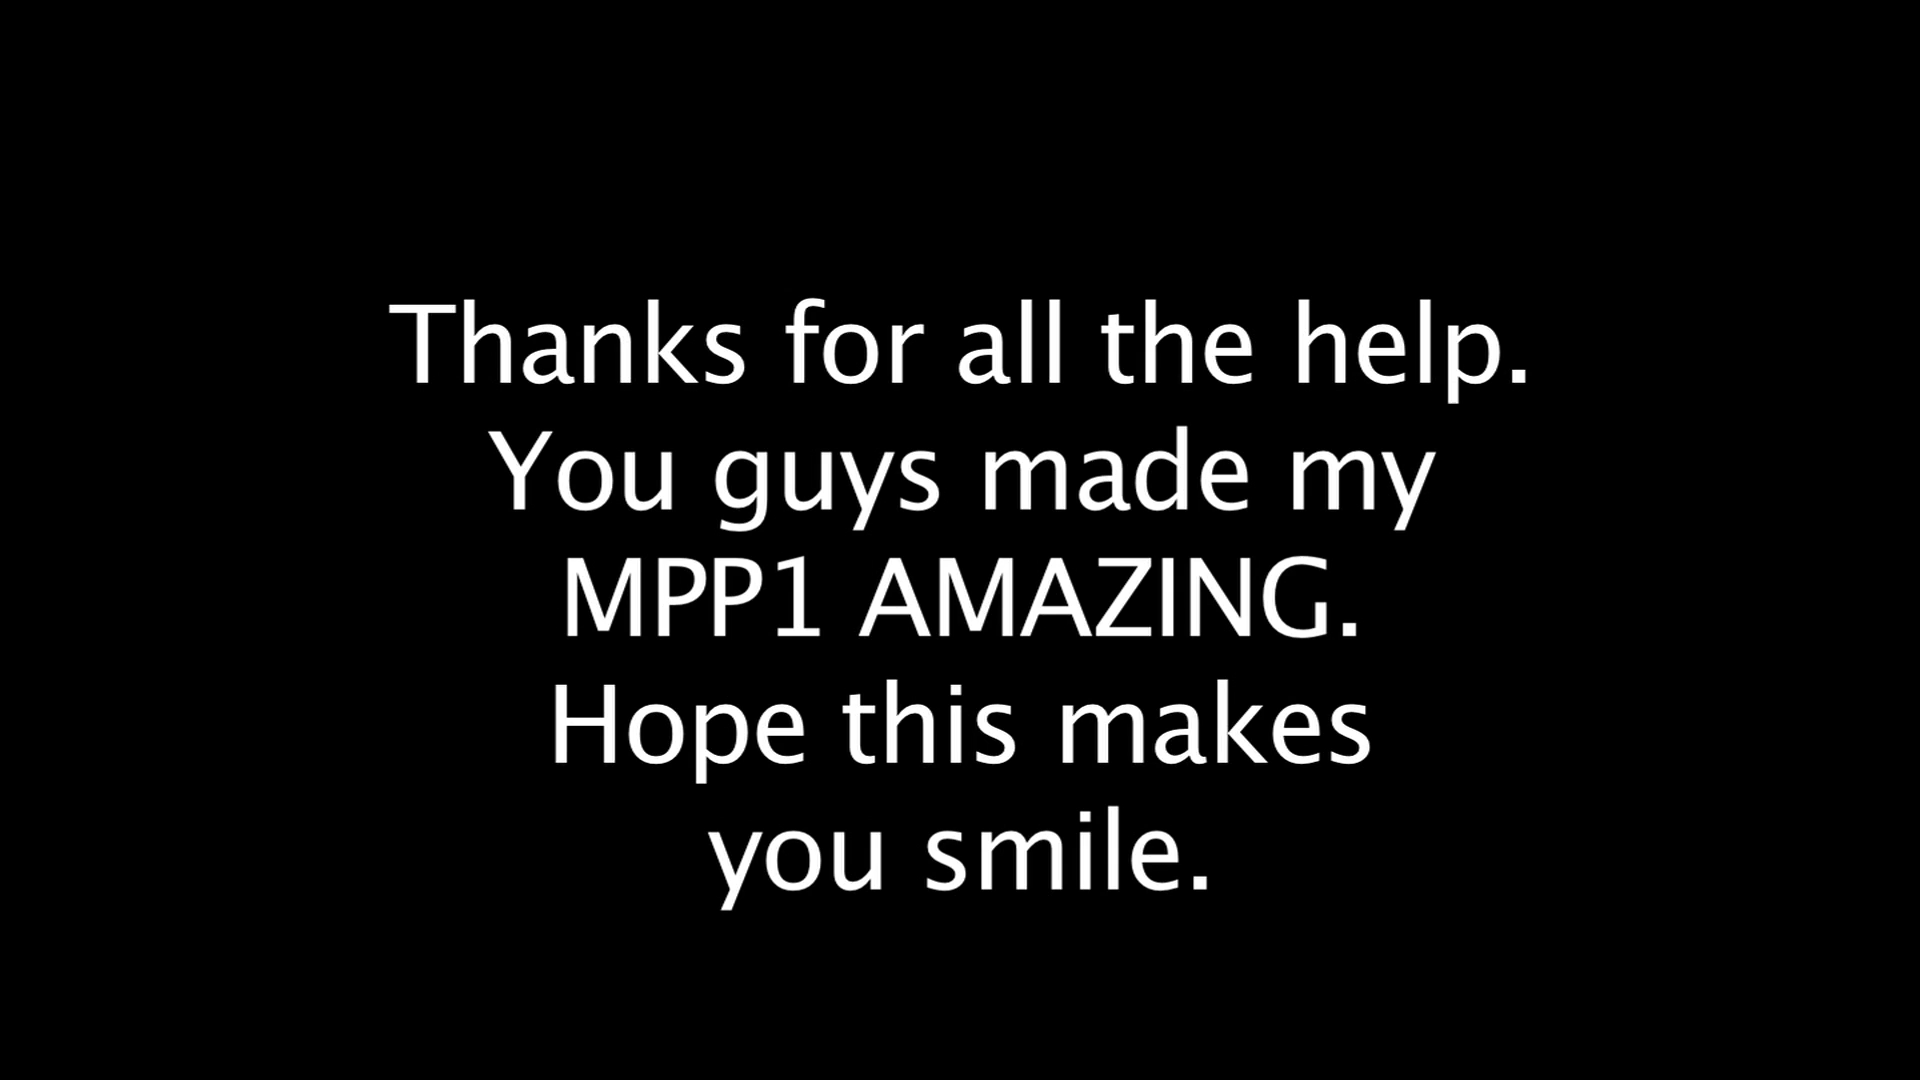 Thanks for all the help.
You guys made my
MPP1 AMAZING.
Hope this makes
you smile.